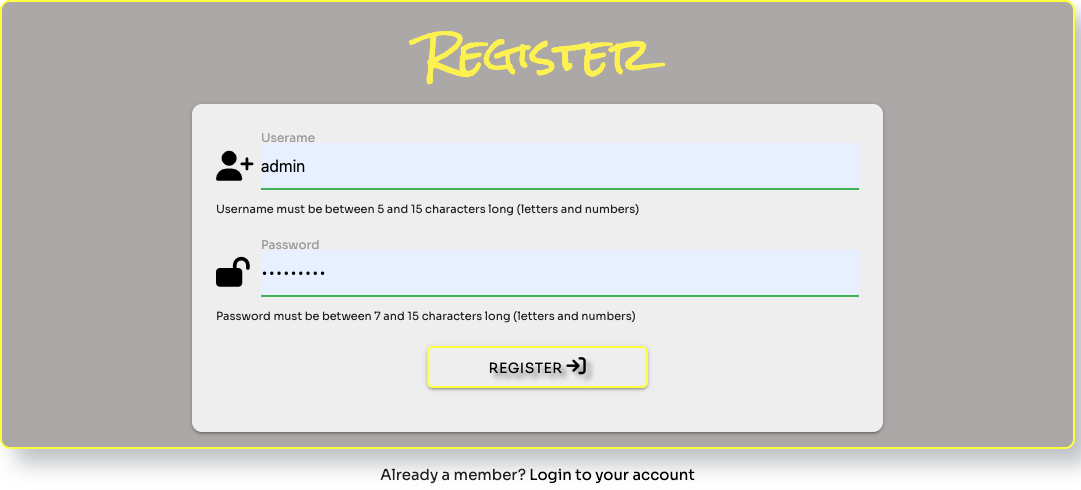 Register
Userame
admin
Username must be between 5 and 15 characters long (letters and numbers)
Password
•••••••••
Password must be between 7 and 15 characters long (letters and numbers)
REGISTER
Already a member? Login to your account